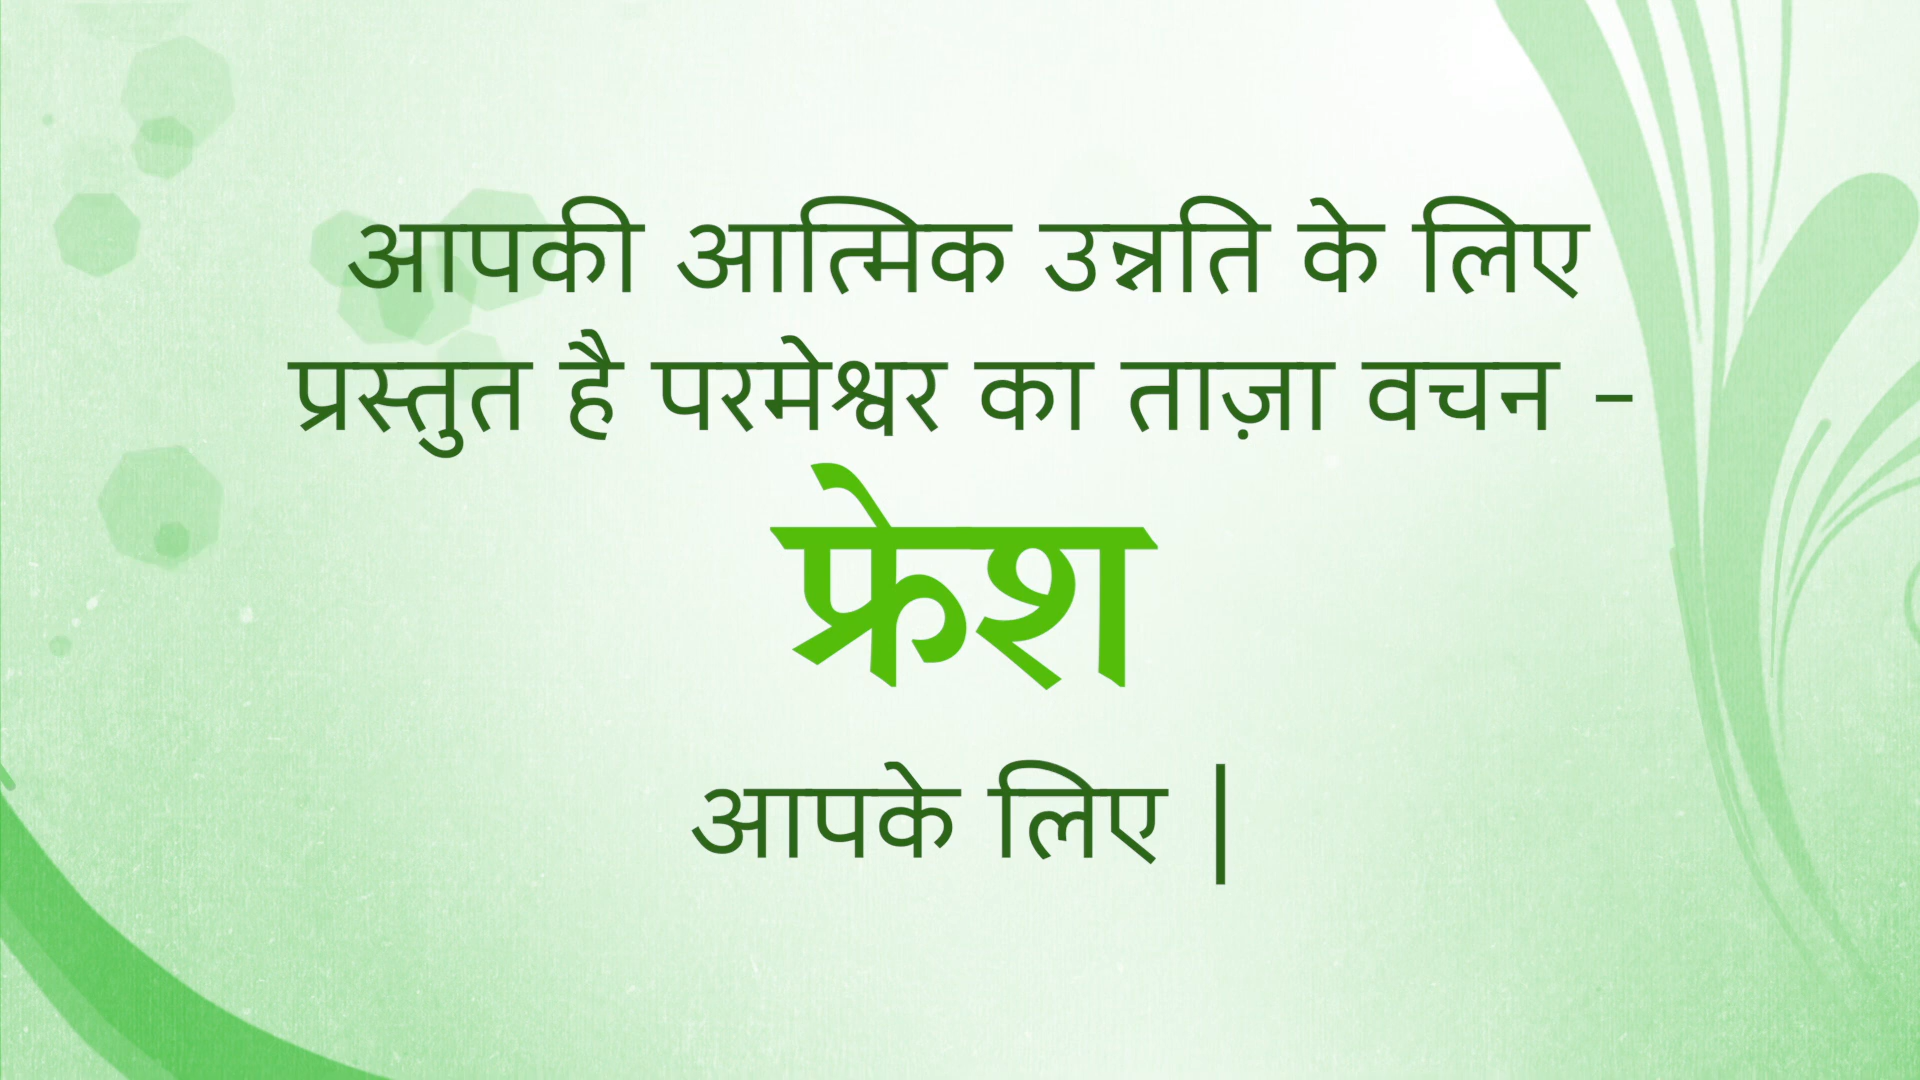 आपकी आत्मिक उन्नति के लिए
प्रस्तुत है परमेश्वर का ताज़ा वचन -
फ्रेश
आपके लिए |